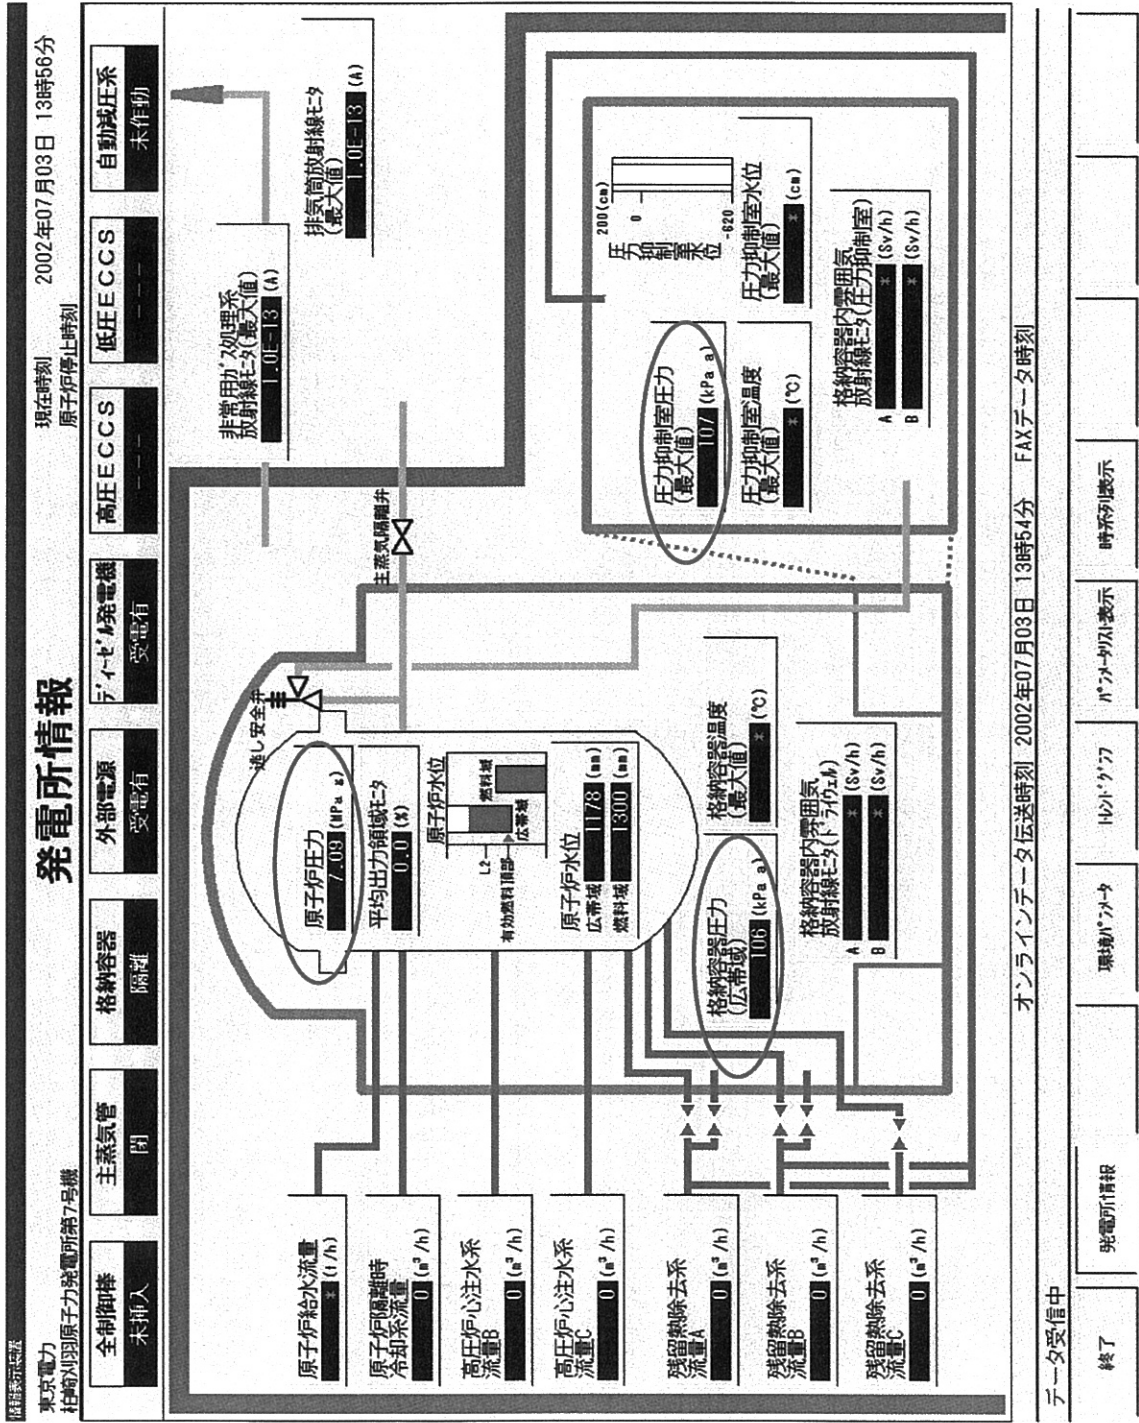 発電所情報
東京電力
柏崎刈羽原子力発電所第7号機
現在時刻 2002年07月03日 13時56分
原子炉停止時刻
全制御棒
未挿入
主蒸気管
閉
格納容器
隔離
外部電源
受電有
ディーゼル発電機
受電有
高圧ECCS
---
低圧ECCS
---
自動減圧系
未作動
非常用ガス処理系
放射線モニタ(最大値)
1.0E-13 (A)
排気筒放射線モニタ
(最大値)
1.0E-13 (A)
逃し安全弁
主蒸気隔離弁
原子炉圧力
7.09 (MPa g)
平均出力領域モニタ
0.0 (%)
原子炉水位
L2
有効燃料頂部
広帯域
燃料域
原子炉水位
広帯域 1178 (mm)
燃料域 1300 (mm)
原子炉給水流量
* (t/h)
原子炉隔離時
冷却系流量
0 (m³/h)
高圧炉心注水系
流量B
0 (m³/h)
高圧炉心注水系
流量C
0 (m³/h)
残留熱除去系
流量A
0 (m³/h)
残留熱除去系
流量B
0 (m³/h)
残留熱除去系
流量C
0 (m³/h)
格納容器圧力
(広帯域)
106 (kPa a)
格納容器温度
(最大値)
* (℃)
格納容器内雰囲気
放射線モニタ(ドライウェル)
A * (Sv/h)
B * (Sv/h)
圧力抑制室圧力
(最大値)
107 (kPa a)
圧力抑制室温度
(最大値)
* (℃)
200(cm)
0
-620
圧力抑制室水位
圧力抑制室水位
(最大値)
* (cm)
格納容器内雰囲気
放射線モニタ(圧力抑制室)
A * (Sv/h)
B * (Sv/h)
オンラインデータ伝送時刻 2002年07月03日 13時54分 FAXデータ時刻
データ受信中
終了
発電所情報
環境パラメータ
トレンドグラフ
パラメータリスト表示
時系列表示